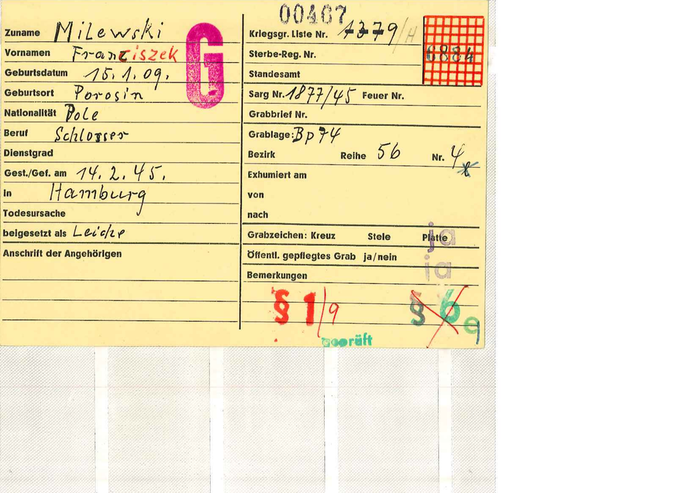 00467
Zuname Milewski
Vornamen Franciszek
G
Geburtsdatum 15.1.09.
Geburtsort Porosin
Nationalität Pole
Beruf Schlosser
Dienstgrad
Gest./Gef. am 14.2.45.
in Hamburg
Todesursache
beigesetzt als Leiche
Anschrift der Angehörigen
Kriegsgr. Liste Nr. 1379/H
Sterbe-Reg. Nr.
6884
Standesamt
Sarg Nr. 1877/45 Feuer Nr.
Grabbrief Nr.
Grablage: Bp 74
Bezirk Reihe 56 Nr. 4
Exhumiert am
von
nach
Grabzeichen: Kreuz Stele Platte ja
Öffentl. gepflegtes Grab ja/nein ja
Bemerkungen
§ 1/9 § 6e
geprüft